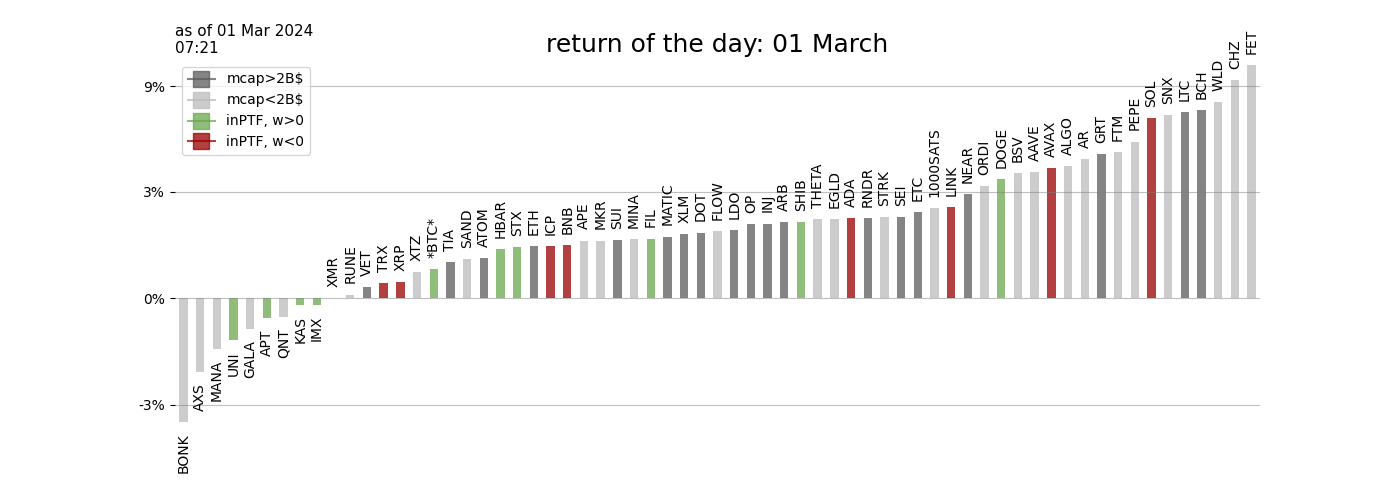 as of 01 Mar 2024
07:21
return of the day: 01 March
mcap>2B$
mcap<2B$
inPTF, w>0
inPTF, w<0
9%
3%
0%
-3%
BONK
AXS
MANA
UNI
GALA
APT
QNT
KAS
IMX
XMR
RUNE
VET
TRX
XRP
XTZ
*BTC*
TIA
SAND
ATOM
HBAR
STX
ETH
ICP
BNB
APE
MKR
SUI
MINA
FIL
MATIC
XLM
DOT
FLOW
LDO
OP
INJ
ARB
SHIB
THETA
EGLD
ADA
RNDR
STRK
SEI
ETC
1000SATS
LINK
NEAR
ORDI
DOGE
BSV
AAVE
AVAX
ALGO
AR
GRT
FTM
PEPE
SOL
SNX
LTC
BCH
WLD
CHZ
FET